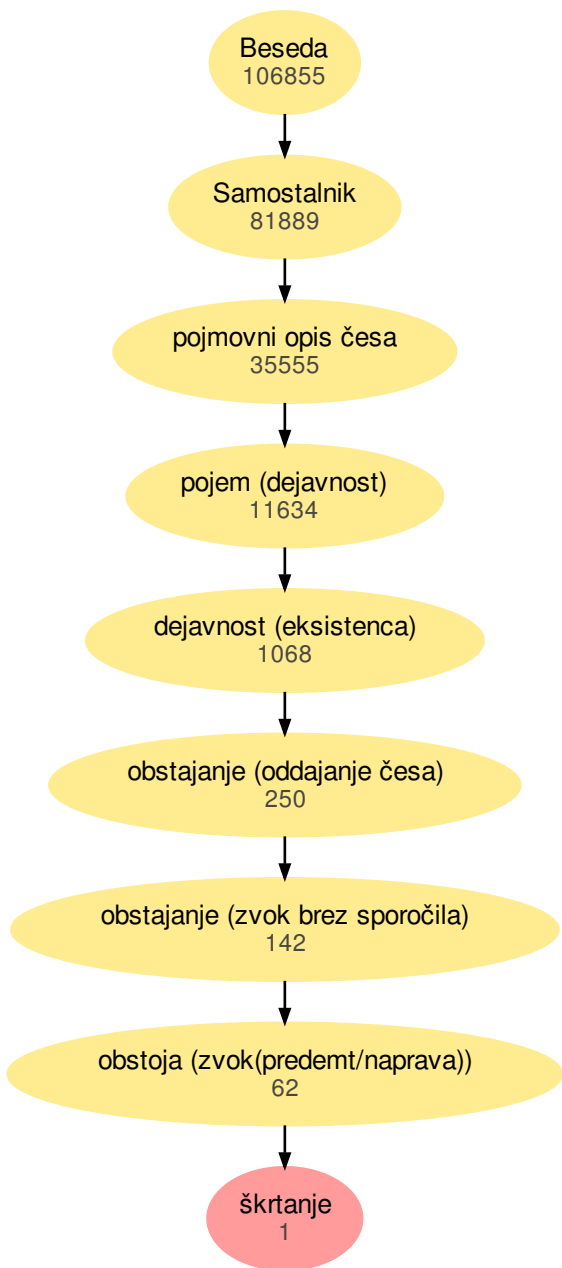 Beseda
106855
Samostalnik
81889
pojmovni opis česa
35555
pojem (dejavnost)
11634
dejavnost (eksistenca)
1068
obstajanje (oddajanje česa)
250
obstajanje (zvok brez sporočila)
142
obstoja (zvok(predemt/naprava))
62
škrtanje
1